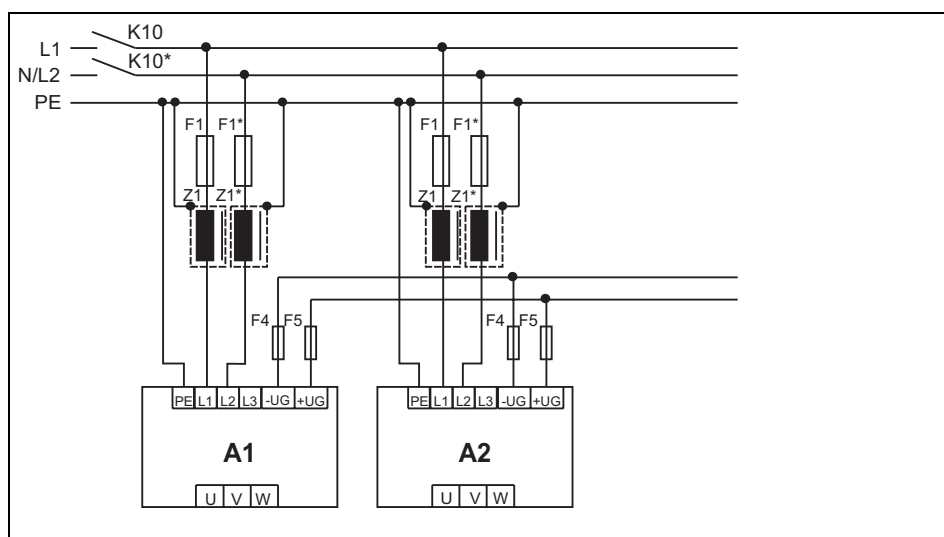 K10
L1
K10*
N/L2
PE
F1 F1* F1 F1*
Z1 Z1* Z1 Z1*
F4 F5 F4 F5
PE L1 L2 L3 -UG +UG PE L1 L2 L3 -UG +UG
A1 A2
U V W U V W